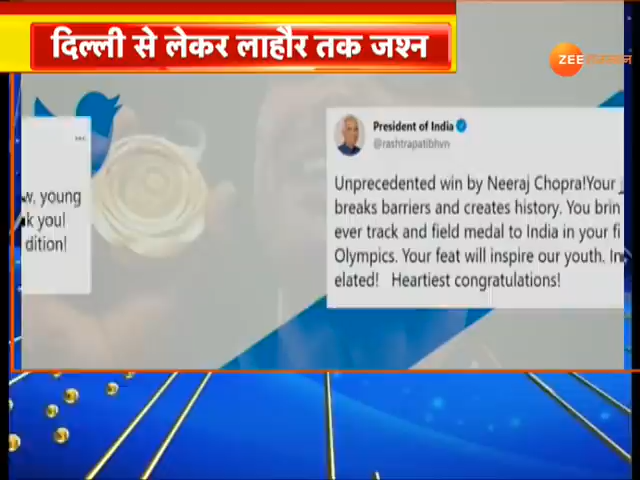 दिल्ली से लेकर लाहौर तक जश्न
ZEE राजस्थान
young
you!
dition!
President of India
@rashtrapatibhvn
Unprecedented win by Neeraj Chopra!Your
breaks barriers and creates history. You brin
ever track and field medal to India in your fi
Olympics. Your feat will inspire our youth. In
elated! Heartiest congratulations!